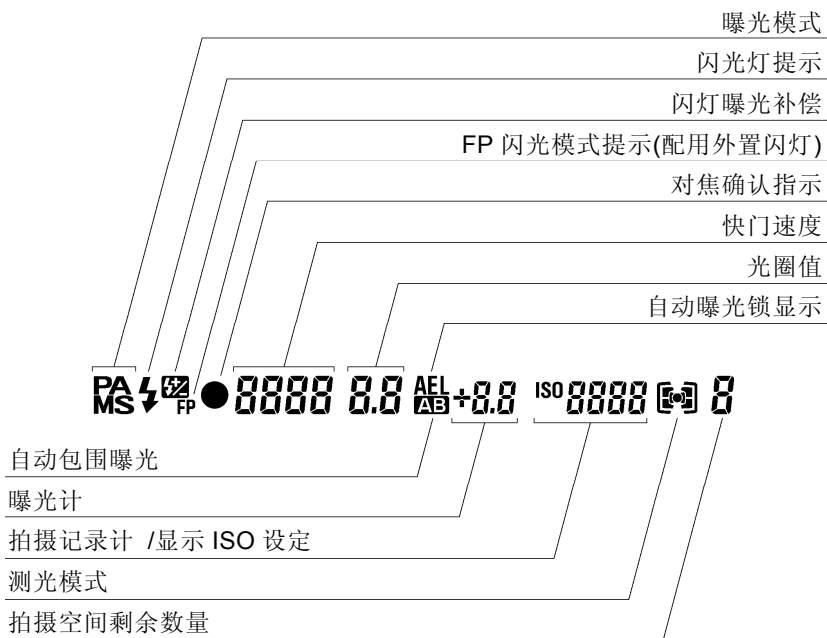 曝光模式
闪光灯提示
闪灯曝光补偿
FP 闪光模式提示(配用外置闪灯)
对焦确认指示
快门速度
光圈值
自动曝光锁显示
PA AEL
MS FP 8888 8.8 AB +8.8 ISO 8888 8
自动包围曝光
曝光计
拍摄记录计 /显示 ISO 设定
测光模式
拍摄空间剩余数量